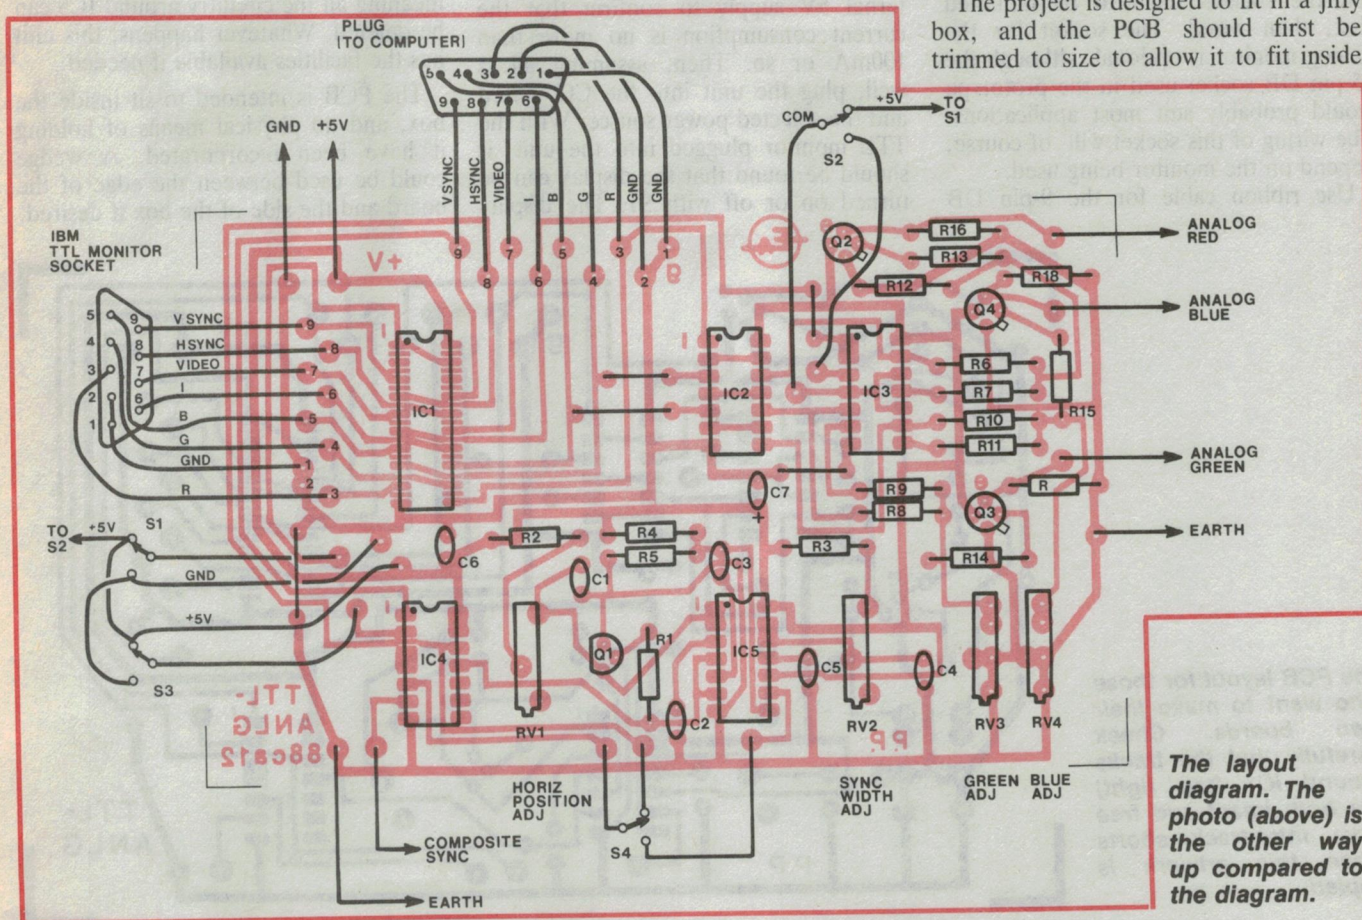 The project is designed to fit in a jiffy
box, and the PCB should first be
trimmed to size to allow it to fit inside
PLUG
(TO COMPUTER)
5 4 3 2 1
9 8 7 6
GND +5V
VSYNC
HSYNC
VIDEO
I
B
G
R
GND
GND
COM
+5V
TO
S1
S2
IBM
TTL MONITOR
SOCKET
+V
9
8
7
6
5
4
3
2
1
g
Q2
R16
R13
R12
R18
ANALOG
RED
Q4
ANALOG
BLUE
5
4
3
2
1
9
8
7
6
V SYNC
HSYNC
VIDEO
I
B
G
GND
R
9
8
7
6
5
4
1
2
3
IC1
IC2
IC3
R6
R7
R10
R11
R15
ANALOG
GREEN
C7
+
R9
R8
R
Q3
e
EARTH
R14
TO
S2
+5V
S1
GND
+5V
S3
C6
R2
R4
R5
C1
C3
R3
IC4
RV1
Q1
R1
C2
IC5
C5
RV2
C4
RV3
RV4
TTL-
ANLG
88ca12
P.P.
HORIZ
POSITION
ADJ
S4
SYNC
WIDTH
ADJ
GREEN
ADJ
BLUE
ADJ
COMPOSITE
SYNC
EARTH
The layout
diagram. The
photo (above) is
the other way
up compared to
the diagram.